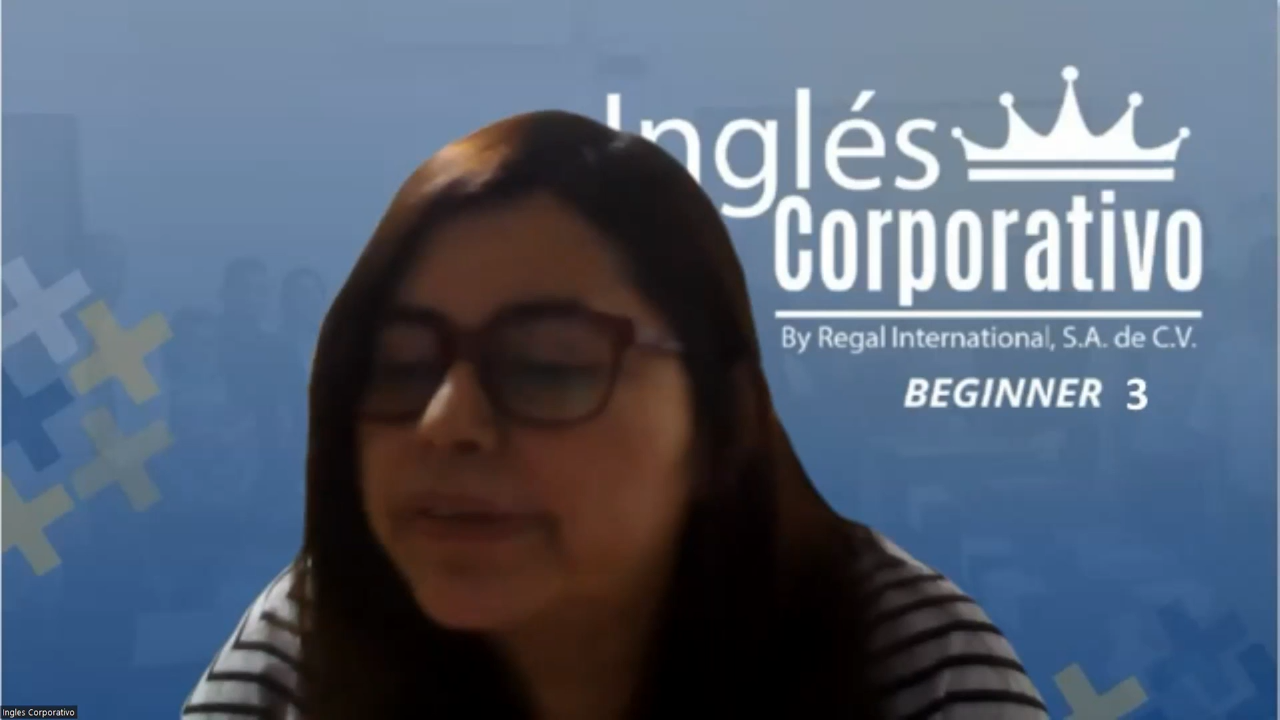 Inglés
Corporativo
By Regal International, S.A. de C.V.
BEGINNER 3
Ingles Corporativo